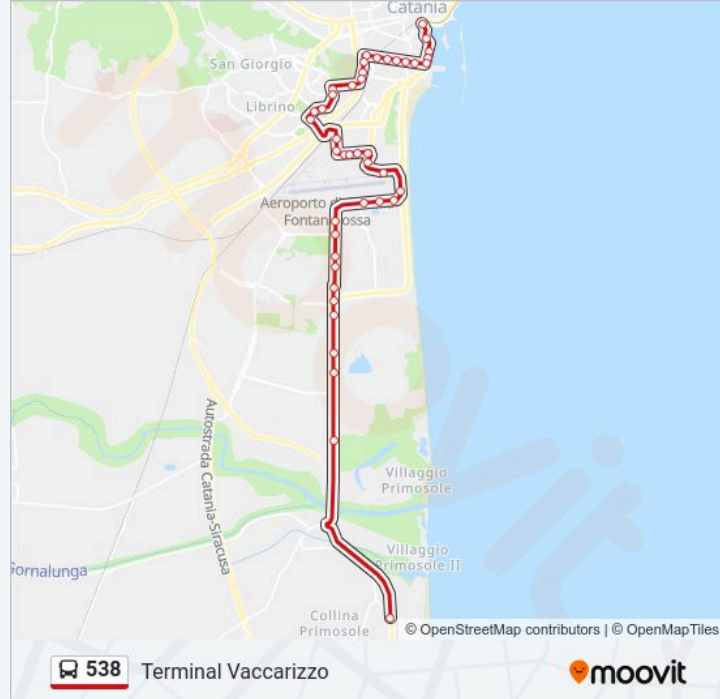 Catania
San Giorgio
Librino
Aeroporto di
Fontanarossa
Autostrada Catania-Siracusa
Villaggio
Primosole
Gornalunga
Villaggio
Primosole II
Collina
Primosole
© OpenStreetMap contributors | © OpenMapTiles
538 Terminal Vaccarizzo
moovit